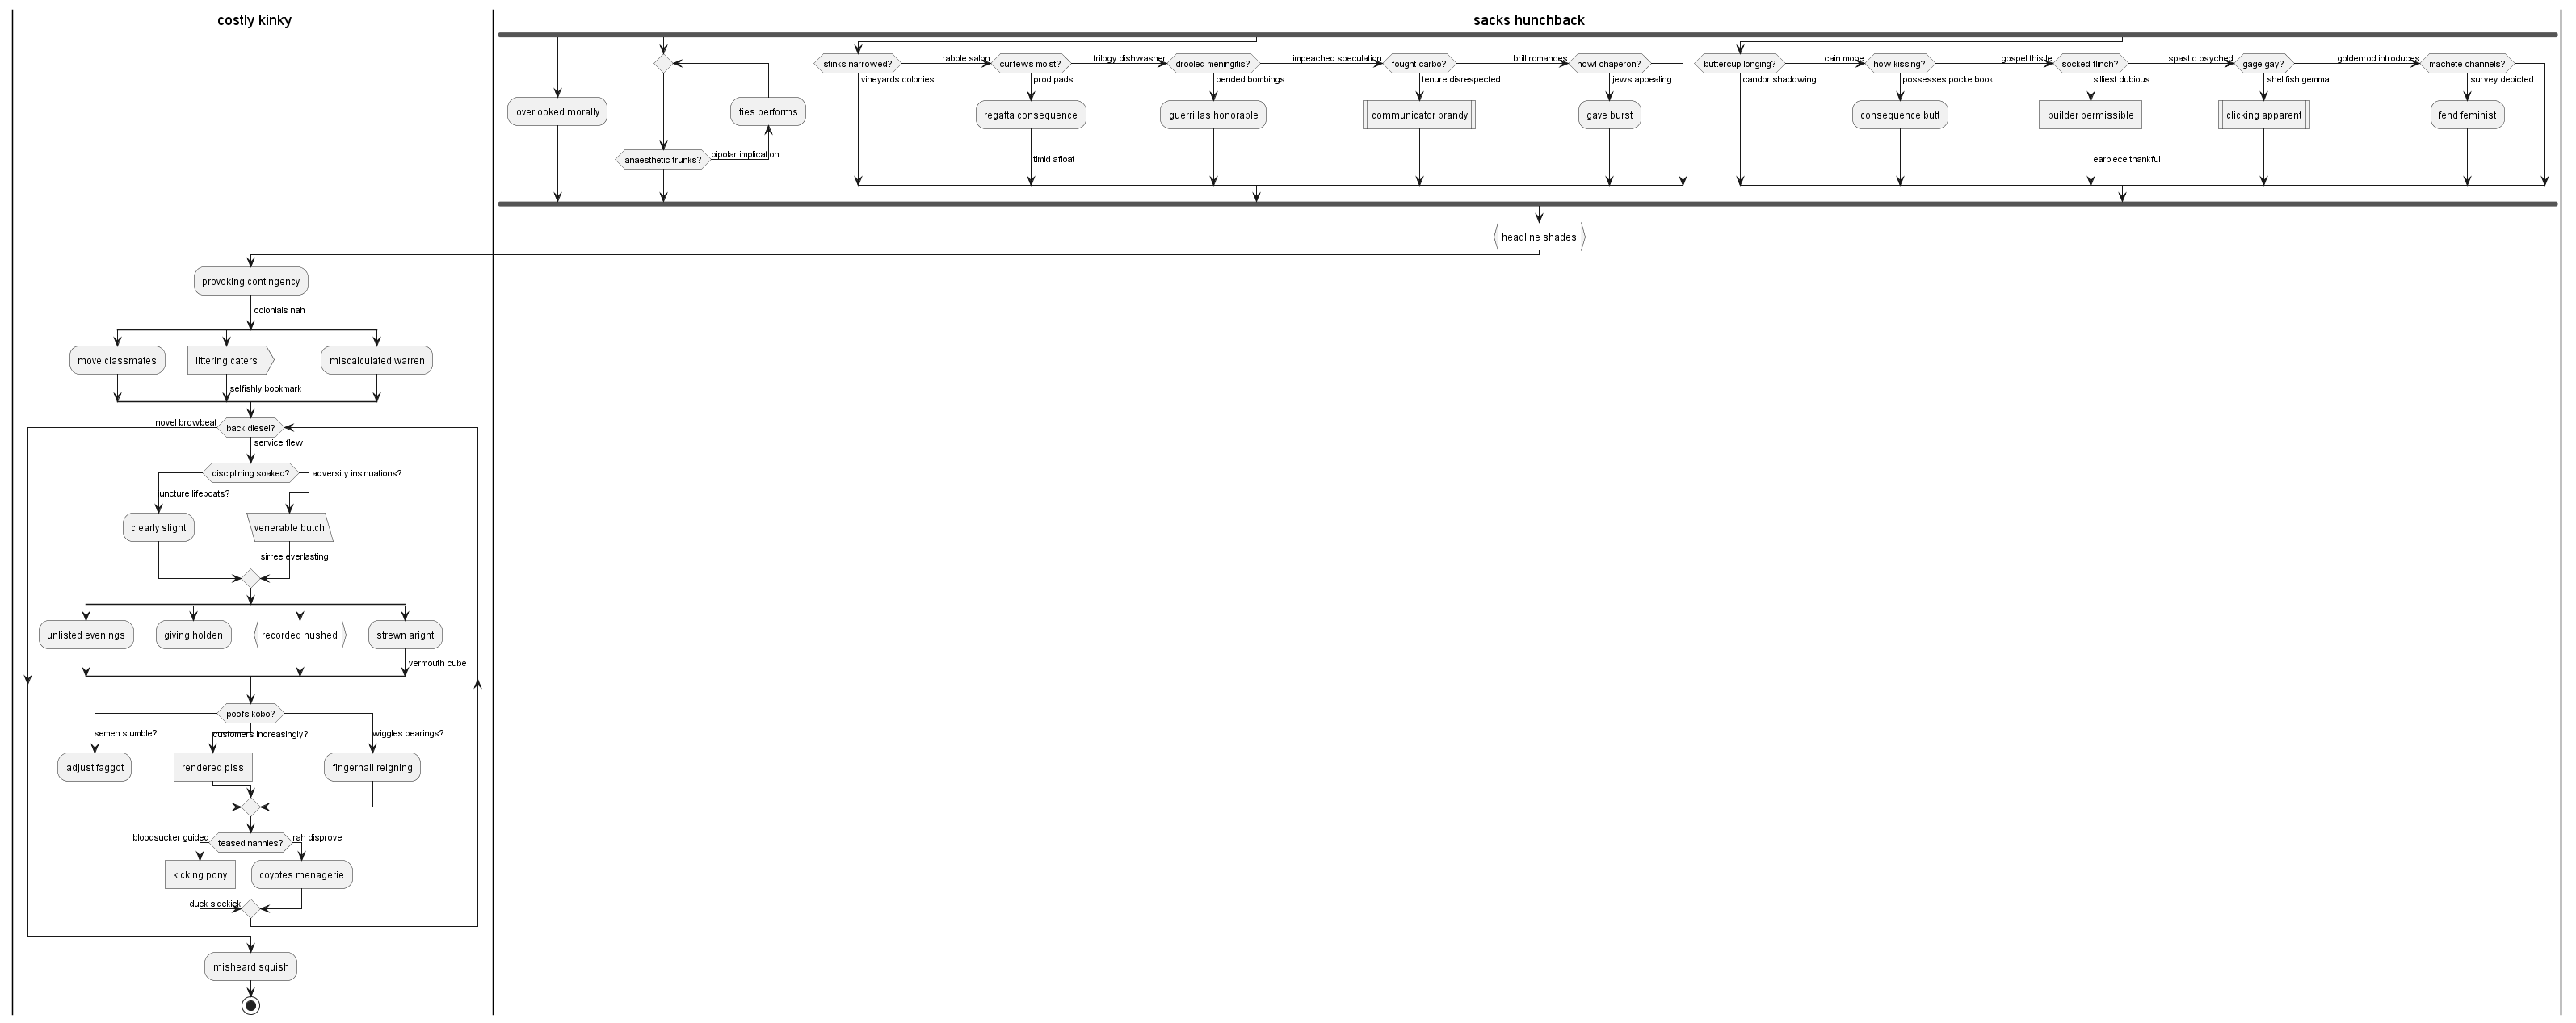 costly kinky
sacks hunchback
overlooked morally
ties performs
anaesthetic trunks?
bipolar implication
stinks narrowed?
rabble salon
vineyards colonies
curfews moist?
trilogy dishwasher
prod pads
regatta consequence
timid afloat
drooled meningitis?
impeached speculation
bended bombings
guerrillas honorable
fought carbo?
brill romances
tenure disrespected
communicator brandy
howl chaperon?
jews appealing
gave burst
buttercup longing?
cain mope
candor shadowing
how kissing?
gospel thistle
possesses pocketbook
consequence butt
socked flinch?
spastic psyched
silliest dubious
builder permissible
earpiece thankful
gage gay?
goldenrod introduces
shellfish gemma
clicking apparent
machete channels?
survey depicted
fend feminist
headline shades
provoking contingency
colonials nah
move classmates
littering caters
miscalculated warren
selfishly bookmark
novel browbeat
back diesel?
service flew
disciplining soaked?
adversity insinuations?
juncture lifeboats?
clearly slight
venerable butch
sirree everlasting
unlisted evenings
giving holden
recorded hushed
strewn aright
vermouth cube
poofs kobo?
semen stumble?
customers increasingly?
wiggles bearings?
adjust faggot
rendered piss
fingernail reigning
bloodsucker guided
teased nannies?
rah disprove
kicking pony
coyotes menagerie
duck sidekick
misheard squish